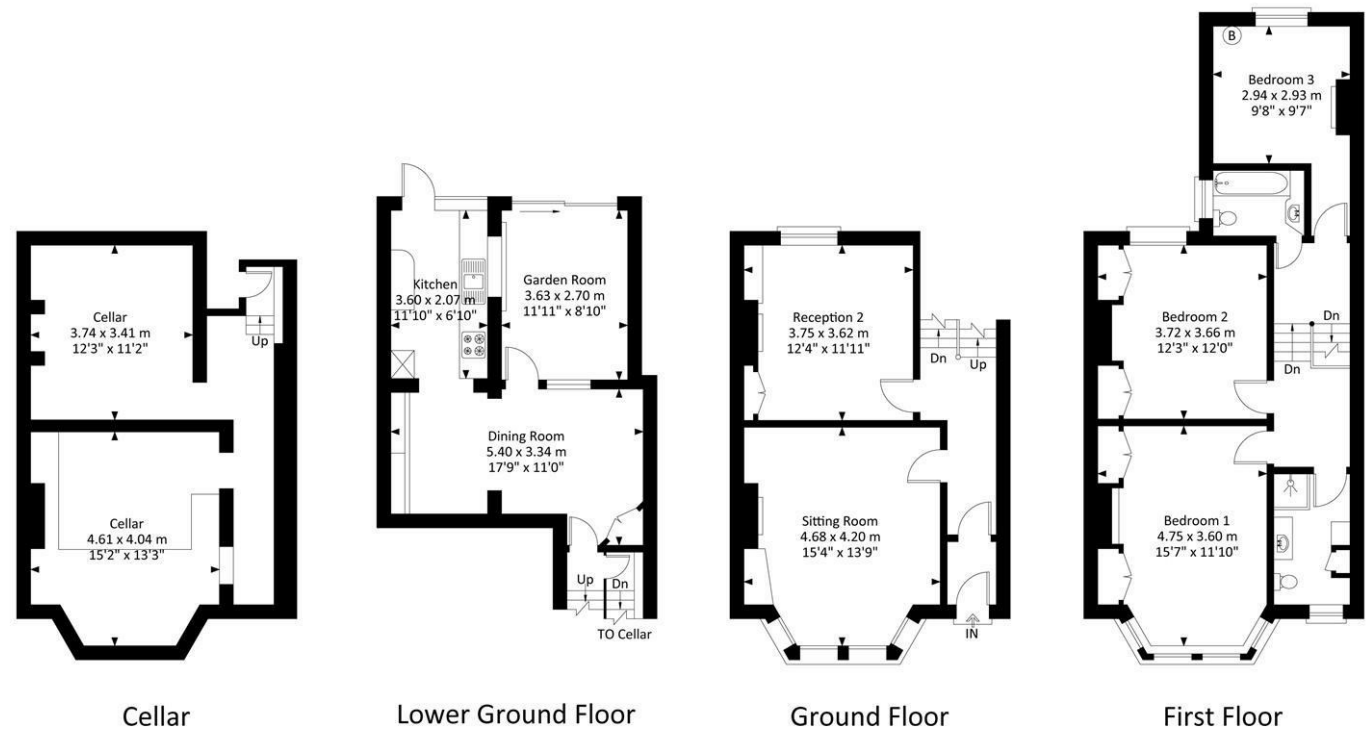 Cellar
3.74 x 3.41 m
12'3" x 11'2"
Up
Cellar
4.61 x 4.04 m
15'2" x 13'3"
Cellar
Kitchen
3.60 x 2.07 m
11'10" x 6'10"
Garden Room
3.63 x 2.70 m
11'11" x 8'10"
Dining Room
5.40 x 3.34 m
17'9" x 11'0"
Up
Dn
TO Cellar
Lower Ground Floor
Reception 2
3.75 x 3.62 m
12'4" x 11'11"
Dn
Up
Sitting Room
4.68 x 4.20 m
15'4" x 13'9"
IN
Ground Floor
B
Bedroom 3
2.94 x 2.93 m
9'8" x 9'7"
Bedroom 2
3.72 x 3.66 m
12'3" x 12'0"
Dn
Dn
Bedroom 1
4.75 x 3.60 m
15'7" x 11'10"
First Floor